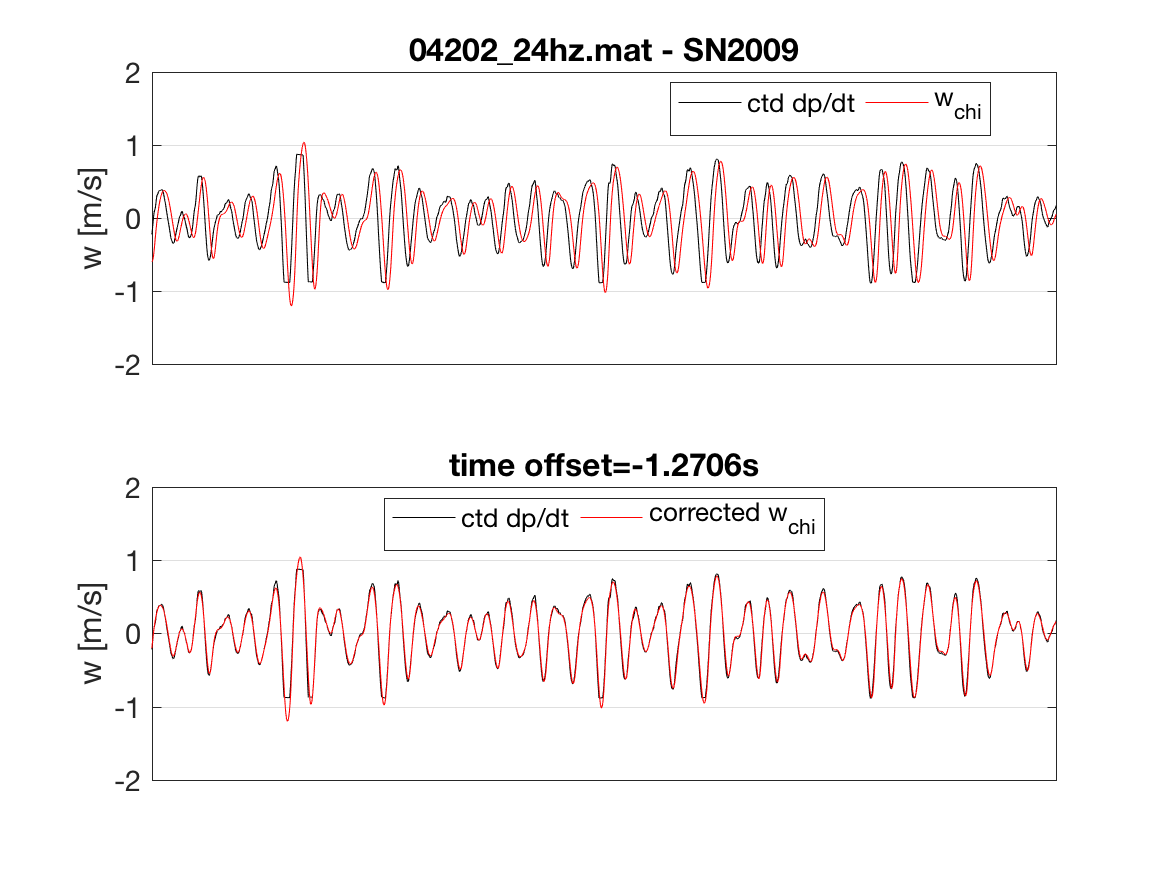 04202_24hz.mat - SN2009
2
ctd dp/dt w_chi
1
w [m/s]
0
-1
-2
time offset=-1.2706s
2
ctd dp/dt corrected w_chi
1
w [m/s]
0
-1
-2